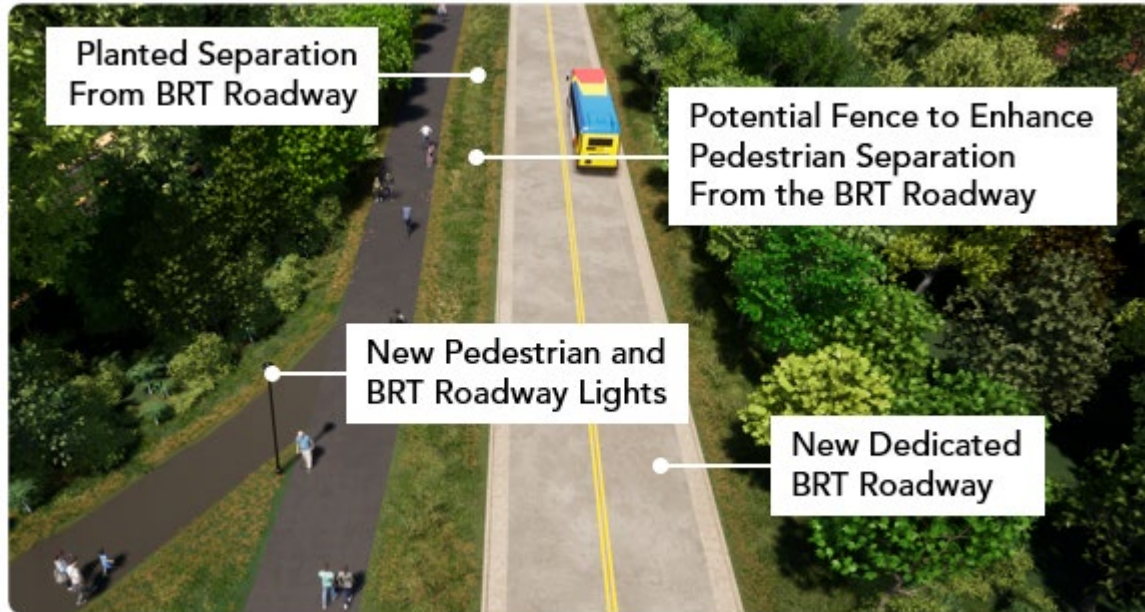 Planted Separation
From BRT Roadway
Potential Fence to Enhance
Pedestrian Separation
From the BRT Roadway
New Pedestrian and
BRT Roadway Lights
New Dedicated
BRT Roadway